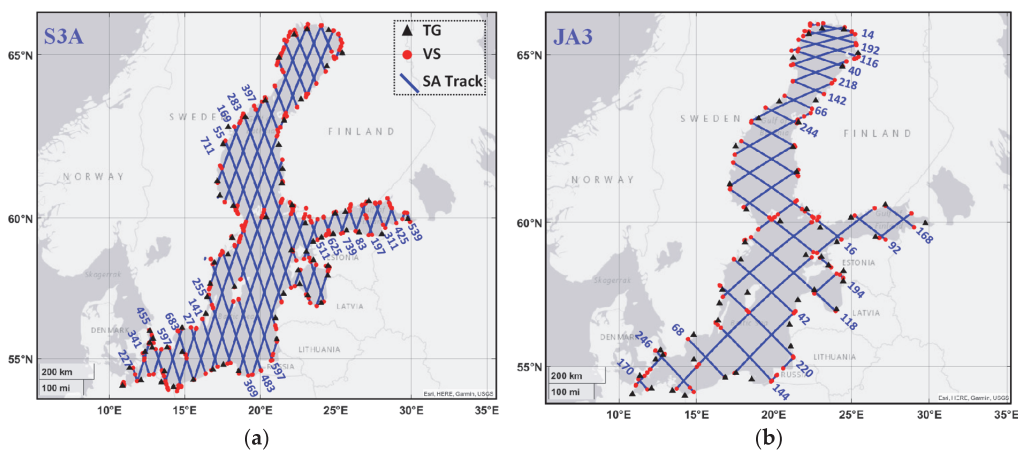 S3A
TG
VS
SA Track
65°N
60°N
55°N
SWEDEN
FINLAND
NORWAY
Skagerrak
ESTONIA
LATVIA
LITHUANIA
DENMARK
RUSSIA
397
283
169
55
711
255
141
27
683
597
455
341
227
369
483
597
511
625
739
83
197
311
425
539
200 km
100 mi
Esri, HERE, Garmin, USGS
10°E
15°E
20°E
25°E
30°E
35°E
(a)
JA3
65°N
60°N
55°N
SWEDEN
FINLAND
NORWAY
ESTONIA
LATVIA
LITHUANIA
DENMARK
RUSSIA
14
192
116
40
218
142
66
244
168
92
16
194
118
42
220
144
68
246
170
200 km
100 mi
Esri, HERE, Garmin, USGS
10°E
15°E
20°E
25°E
30°E
35°E
(b)